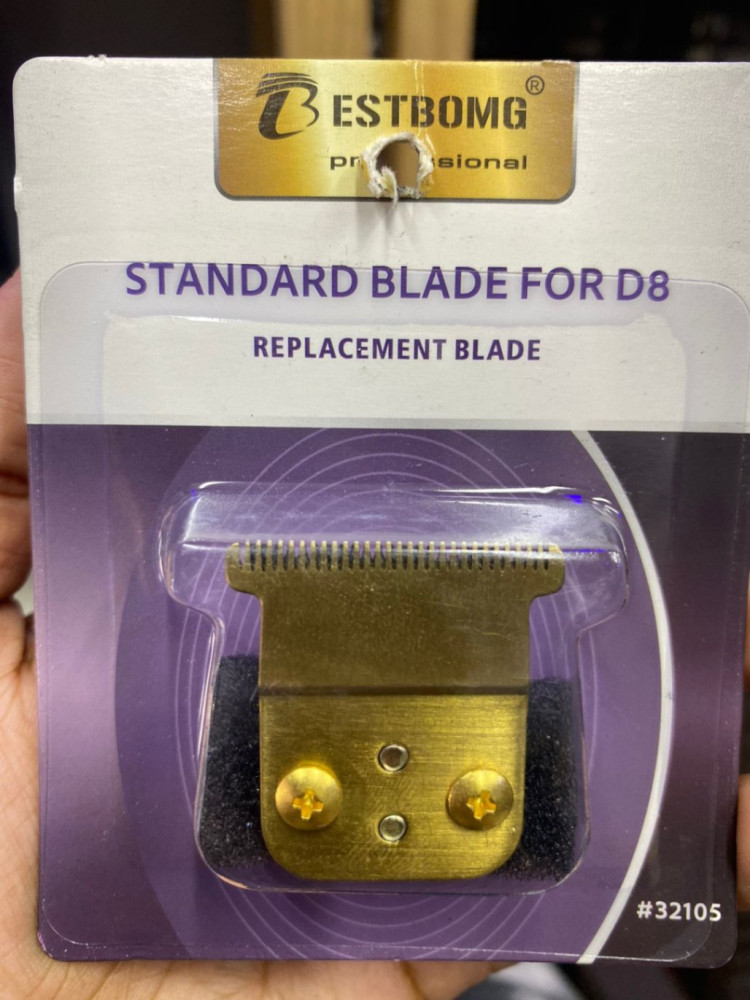 BESTBOMG®
STANDARD BLADE FOR D8
REPLACEMENT BLADE
#32105